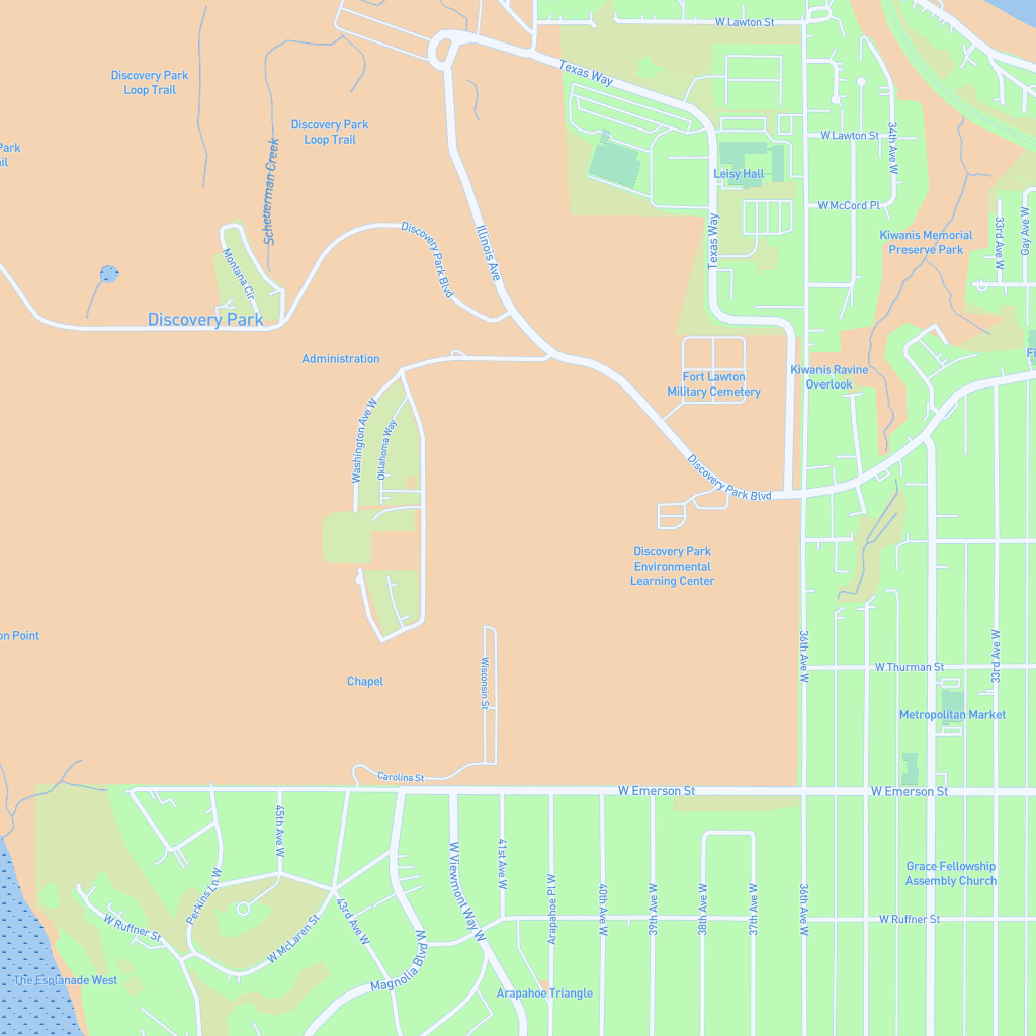 W Lawton St
Texas Way
Discovery Park
Loop Trail
Discovery Park
Loop Trail
34th Ave W
W Lawton St
Park
Scheuerman Creek
Leisy Hall
W McCord Pl
33rd Ave W
Gay Ave W
Kiwanis Memorial
Preserve Park
Texas Way
Illinois Ave
Discovery Park Blvd
Montana Cir
Discovery Park
Administration
Kiwanis Ravine
Overlook
Fort Lawton
Military Cemetery
Washington Ave W
Oklahoma Way
Discovery Park Blvd
Discovery Park
Environmental
Learning Center
on Point
36th Ave W
33rd Ave W
W Thurman St
Chapel
Wisconsin St
Metropolitan Market
Carolina St
W Emerson St
W Emerson St
45th Ave W
41st Ave W
W Viewmont Way W
Grace Fellowship
Assembly Church
Perkins Ln W
43rd Ave W
Arapahoe Pl W
40th Ave W
39th Ave W
38th Ave W
37th Ave W
36th Ave W
W Ruffner St
W Ruffner St
W McLaren St
Magnolia Blvd W
The Esplanade West
Arapahoe Triangle